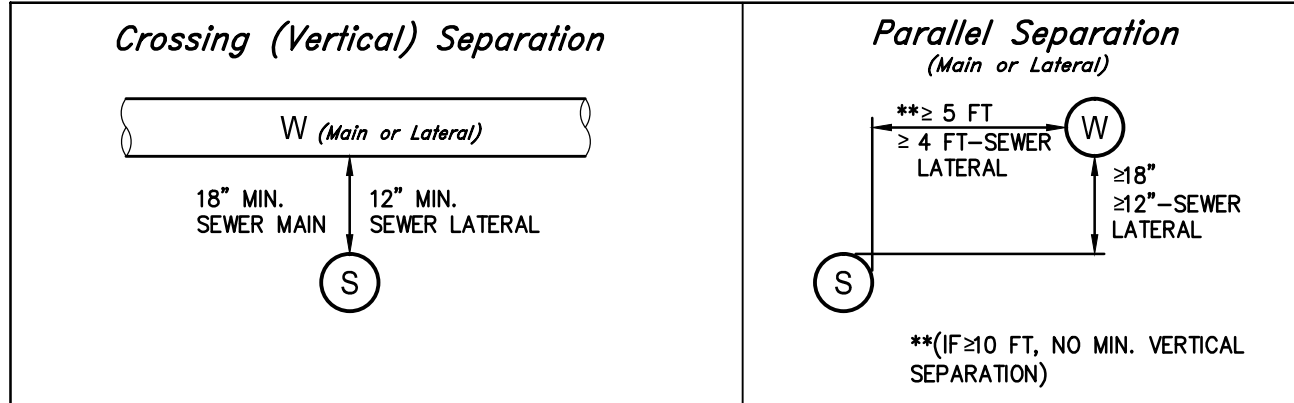 Crossing (Vertical) Separation
W (Main or Lateral)
18" MIN.
SEWER MAIN
12" MIN.
SEWER LATERAL
S
Parallel Separation
(Main or Lateral)
**≥ 5 FT
≥ 4 FT-SEWER
LATERAL
W
≥18"
≥12"-SEWER
LATERAL
S
**(IF≥10 FT, NO MIN. VERTICAL
SEPARATION)